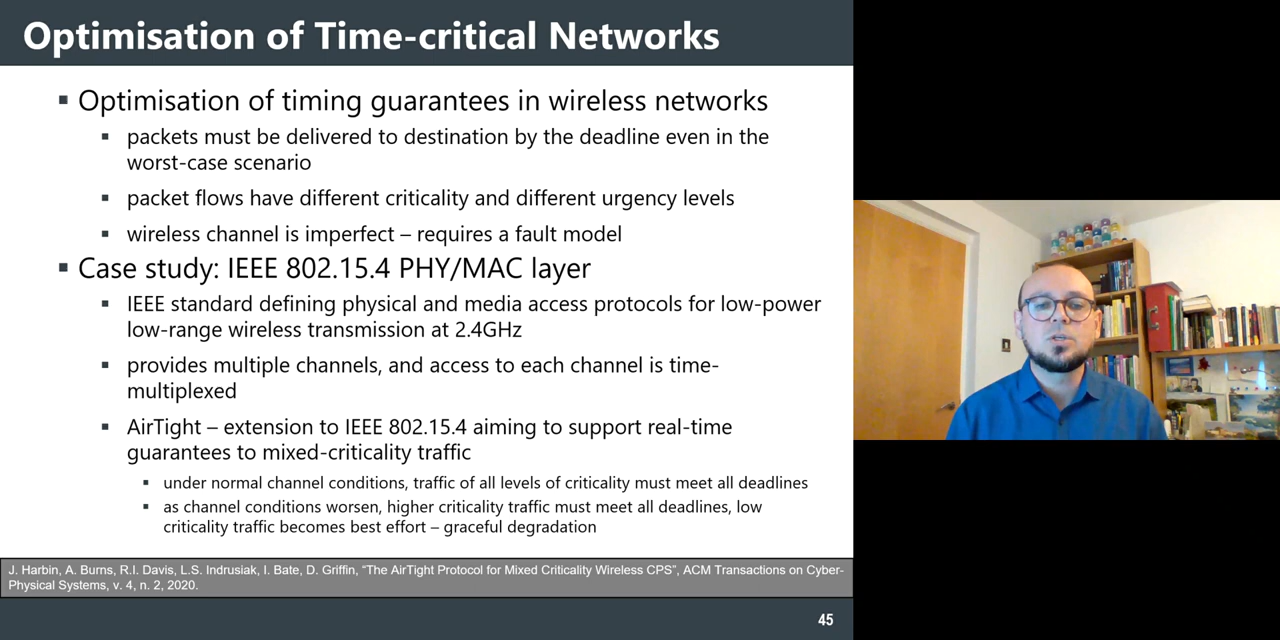 Optimisation of Time-critical Networks
▪ Optimisation of timing guarantees in wireless networks
▪ packets must be delivered to destination by the deadline even in the
worst-case scenario
▪ packet flows have different criticality and different urgency levels
▪ wireless channel is imperfect – requires a fault model
▪ Case study: IEEE 802.15.4 PHY/MAC layer
▪ IEEE standard defining physical and media access protocols for low-power
low-range wireless transmission at 2.4GHz
▪ provides multiple channels, and access to each channel is time-
multiplexed
▪ AirTight – extension to IEEE 802.15.4 aiming to support real-time
guarantees to mixed-criticality traffic
▪ under normal channel conditions, traffic of all levels of criticality must meet all deadlines
▪ as channel conditions worsen, higher criticality traffic must meet all deadlines, low
criticality traffic becomes best effort – graceful degradation
J. Harbin, A. Burns, R.I. Davis, L.S. Indrusiak, I. Bate, D. Griffin, “The AirTight Protocol for Mixed Criticality Wireless CPS”, ACM Transactions on Cyber-
Physical Systems, v. 4, n. 2, 2020.
45